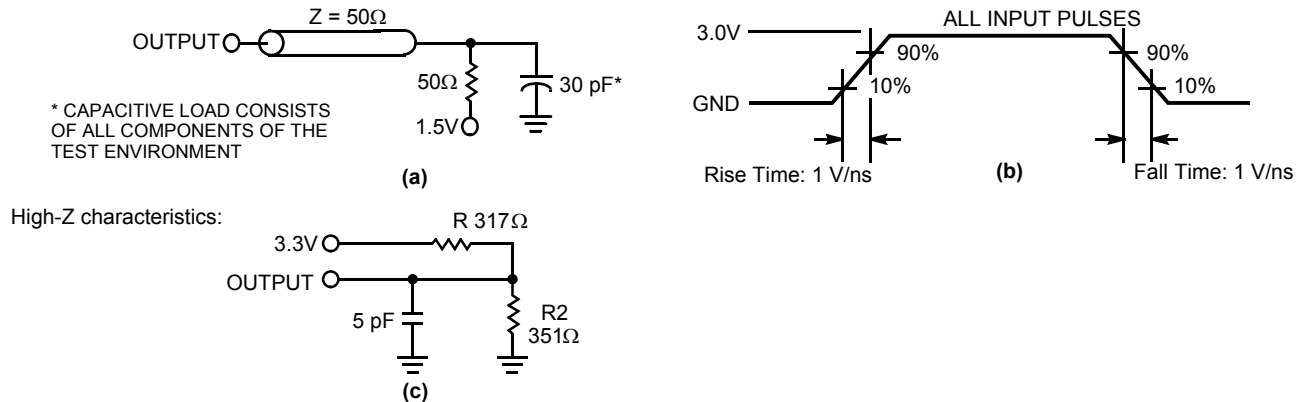 Z = 50Ω
OUTPUT
50Ω
30 pF*
1.5V
* CAPACITIVE LOAD CONSISTS
OF ALL COMPONENTS OF THE
TEST ENVIRONMENT
(a)
ALL INPUT PULSES
3.0V
90%
10%
GND
90%
10%
Rise Time: 1 V/ns
(b)
Fall Time: 1 V/ns
High-Z characteristics:
R 317Ω
3.3V
OUTPUT
5 pF
R2
351Ω
(c)